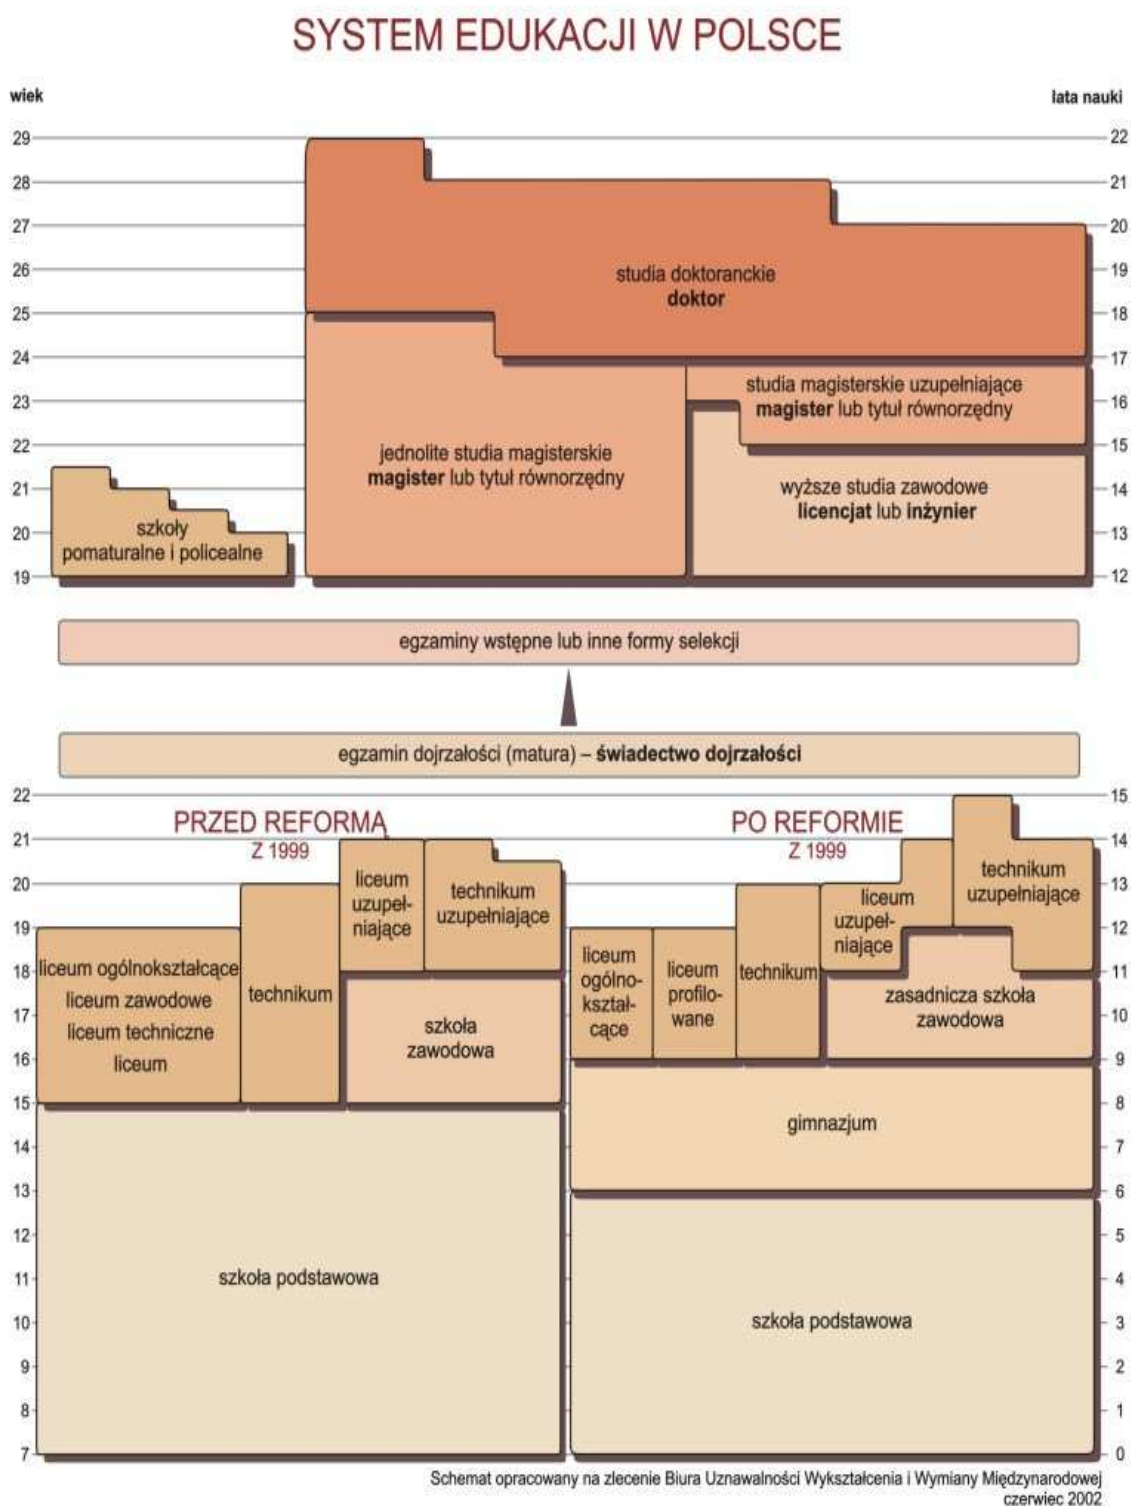 SYSTEM EDUKACJI W POLSCE
wiek
lata nauki
29
22
28
21
27
20
26
19
25
18
24
17
23
16
22
15
21
14
20
13
19
12
studia doktoranckie
doktor
studia magisterskie uzupełniające
magister lub tytuł równorzędny
jednolite studia magisterskie
magister lub tytuł równorzędny
wyższe studia zawodowe
licencjat lub inżynier
szkoły
pomaturalne i policealne
egzaminy wstępne lub inne formy selekcji
egzamin dojrzałości (matura) – świadectwo dojrzałości
22
15
21
14
20
13
19
12
18
11
17
10
16
9
15
8
14
7
13
6
12
5
11
4
10
3
9
2
8
1
7
0
PRZED REFORMĄ
Z 1999
liceum
uzupeł-
niające
technikum
uzupełniające
liceum ogólnokształcące
liceum zawodowe
liceum techniczne
liceum
technikum
szkoła
zawodowa
szkoła podstawowa
PO REFORMIE
Z 1999
technikum
uzupełniające
liceum
uzupeł-
niające
liceum
ogólno-
kształ-
cące
liceum
profilo-
wane
technikum
zasadnicza szkoła
zawodowa
gimnazjum
szkoła podstawowa
Schemat opracowany na zlecenie Biura Uznawalności Wykształcenia i Wymiany Międzynarodowej
czerwiec 2002